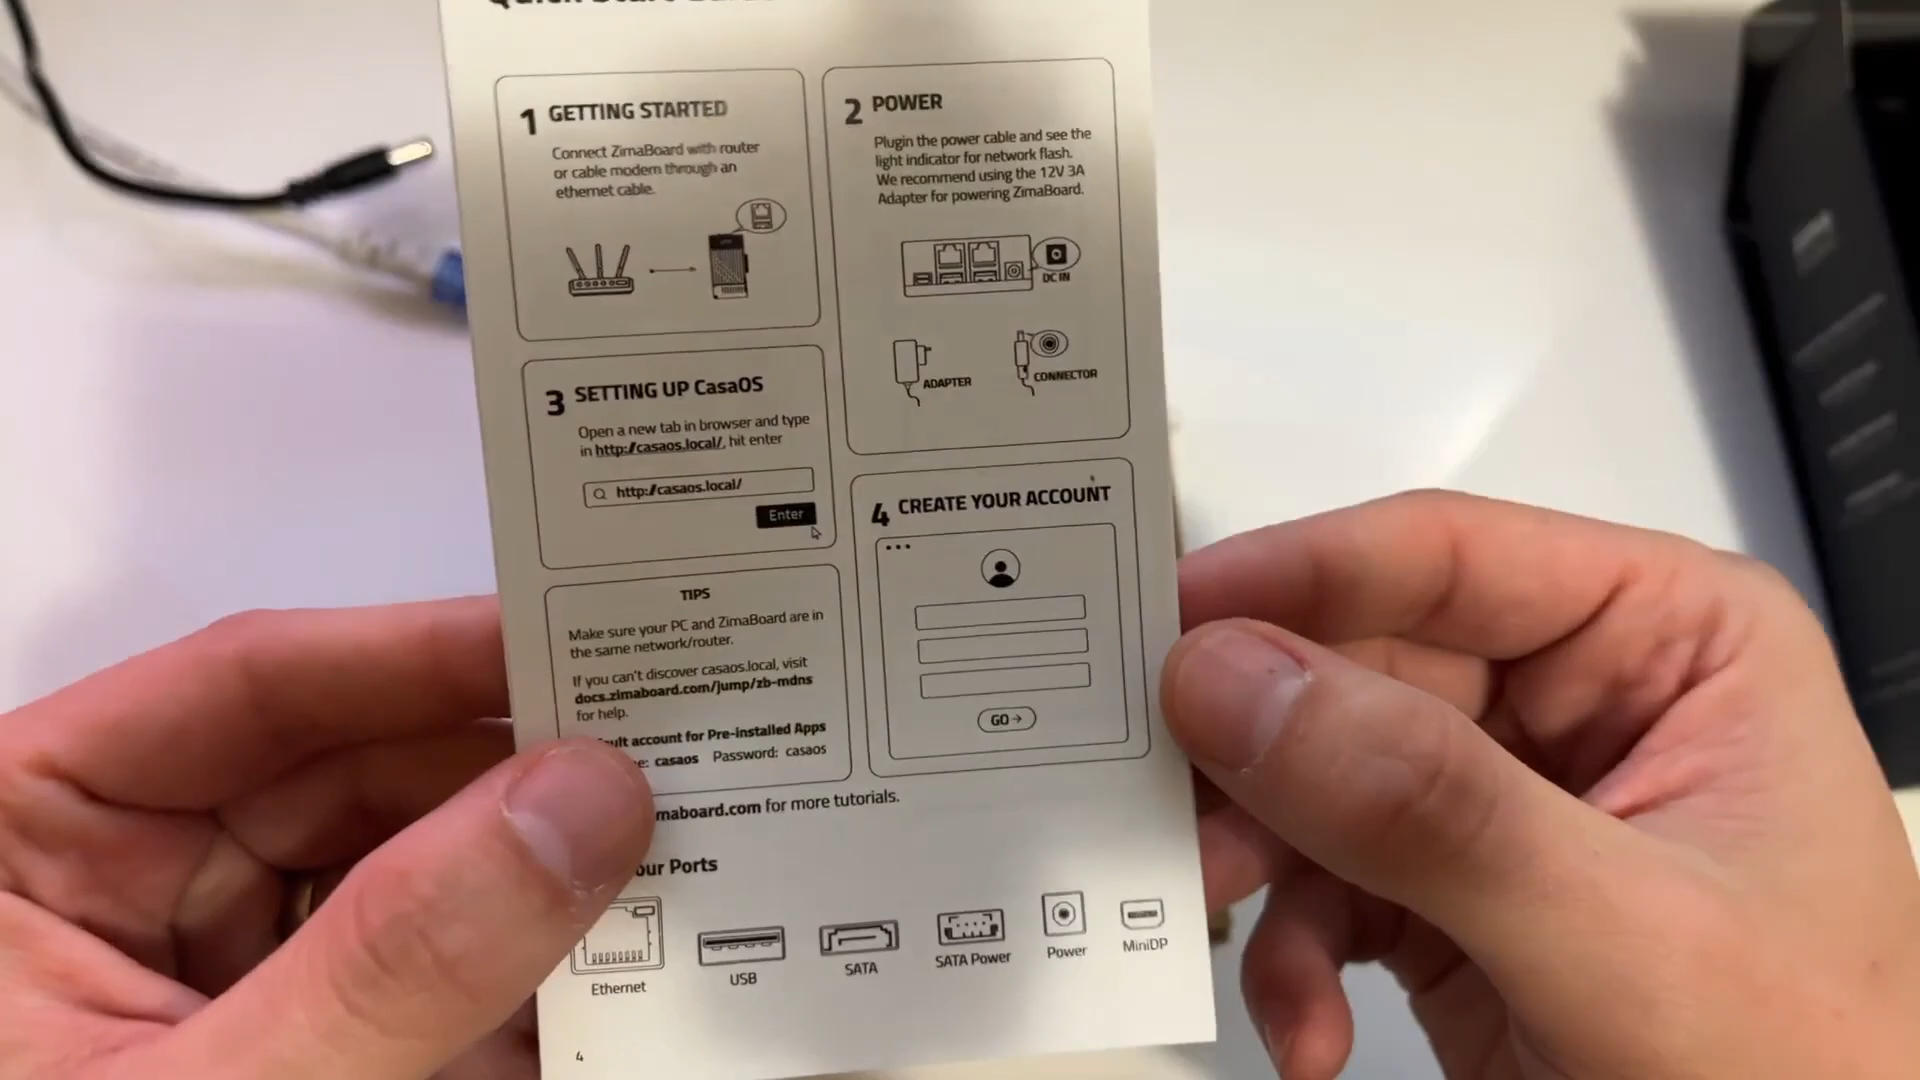 Quick Start
1 GETTING STARTED
Connect ZimaBoard with router
or cable modem through an
ethernet cable.
2 POWER
Plugin the power cable and see the
light indicator for network flash.
We recommend using the 12V 3A
Adapter for powering ZimaBoard.
DC IN
ADAPTER
CONNECTOR
3 SETTING UP CasaOS
Open a new tab in browser and type
in http://casaos.local/, hit enter
http://casaos.local/
Enter
4 CREATE YOUR ACCOUNT
GO→
TIPS
Make sure your PC and ZimaBoard are in
the same network/router.
If you can't discover casaos.local, visit
docs.zimaboard.com/jump/zb-mdns
for help.
ult account for Pre-installed Apps
e: casaos Password: casaos
maboard.com for more tutorials.
our Ports
Ethernet
USB
SATA
SATA Power
Power
MiniDP
4